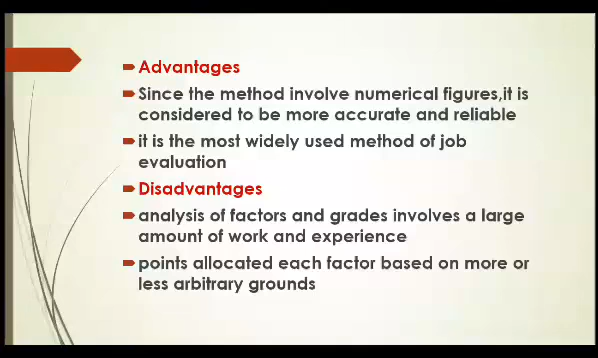 Advantages
Since the method involve numerical figures,it is
considered to be more accurate and reliable
it is the most widely used method of job
evaluation
Disadvantages
analysis of factors and grades involves a large
amount of work and experience
points allocated each factor based on more or
less arbitrary grounds